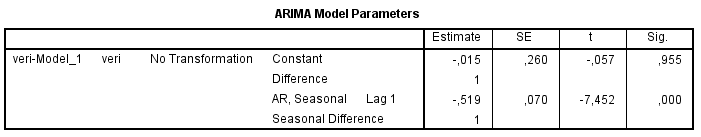 ARIMA Model Parameters
Estimate SE t Sig.
veri-Model_1 veri No Transformation Constant -,015 ,260 -,057 ,955
Difference 1
AR, Seasonal Lag 1 -,519 ,070 -7,452 ,000
Seasonal Difference 1